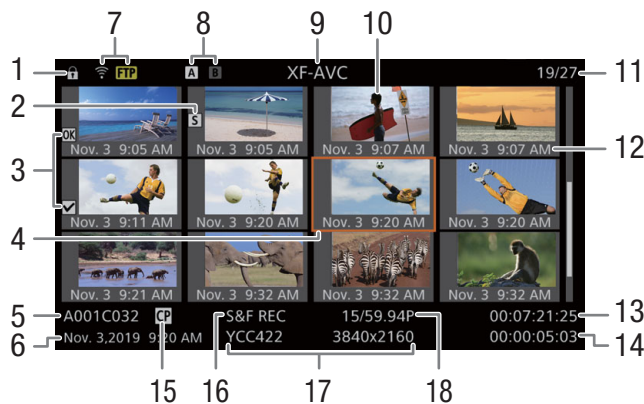 7 8 9 10
1 FTP A B XF-AVC 19/27 11
2 S
OK
Nov. 3 9:05 AM Nov. 3 9:05 AM Nov. 3 9:07 AM Nov. 3 9:07 AM 12
3
Nov. 3 9:11 AM Nov. 3 9:20 AM Nov. 3 9:20 AM Nov. 3 9:20 AM
4
Nov. 3 9:21 AM Nov. 3 9:32 AM Nov. 3 9:32 AM Nov. 3 9:32 AM
5 A001C032 CP S&F REC 15/59.94P 00:07:21:25 13
6 Nov. 3,2019 9:20 AM YCC422 3840x2160 00:00:05:03 14
15 16 17 18